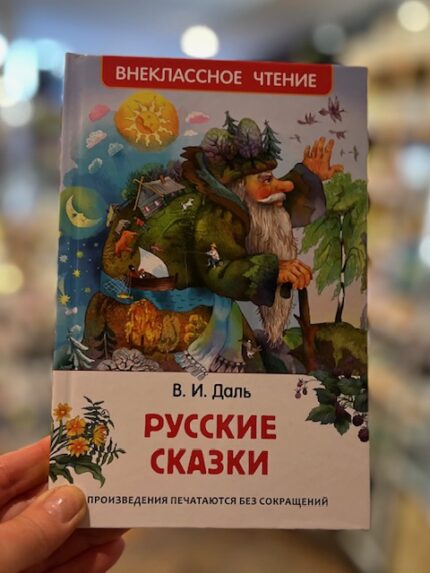 ВНЕКЛАССНОЕ ЧТЕНИЕ
В. И. Даль
РУССКИЕ
СКАЗКИ
ПРОИЗВЕДЕНИЯ ПЕЧАТАЮТСЯ БЕЗ СОКРАЩЕНИЙ